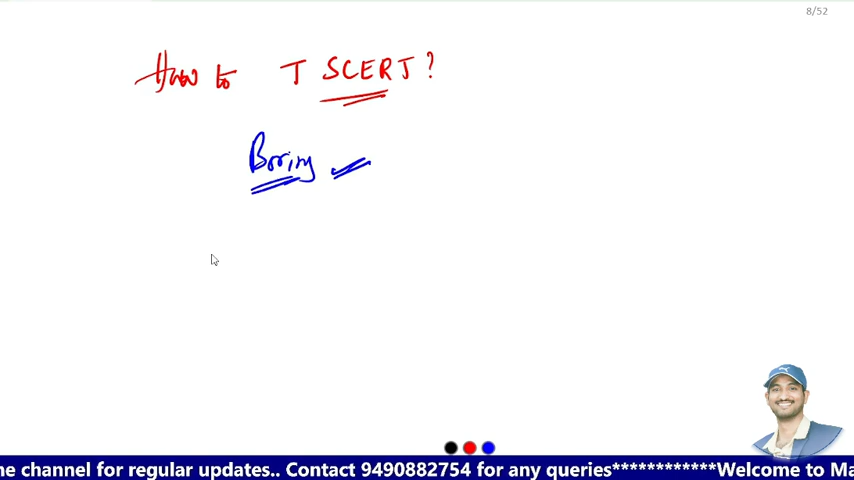 8/52
How to T SCERT?
Boring
ne channel for regular updates.. Contact 9490882754 for any queries************Welcome to Ma